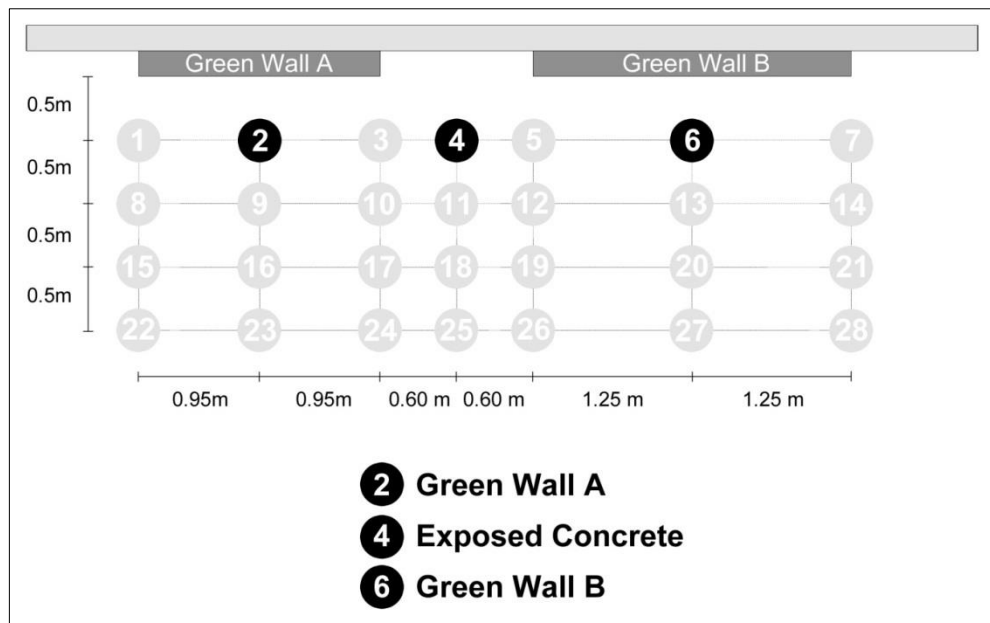 Green Wall A Green Wall B
0.5m
1 2 3 4 5 6 7
0.5m
8 9 10 11 12 13 14
0.5m
15 16 17 18 19 20 21
0.5m
22 23 24 25 26 27 28
0.95m 0.95m 0.60 m 0.60 m 1.25 m 1.25 m
2 Green Wall A
4 Exposed Concrete
6 Green Wall B